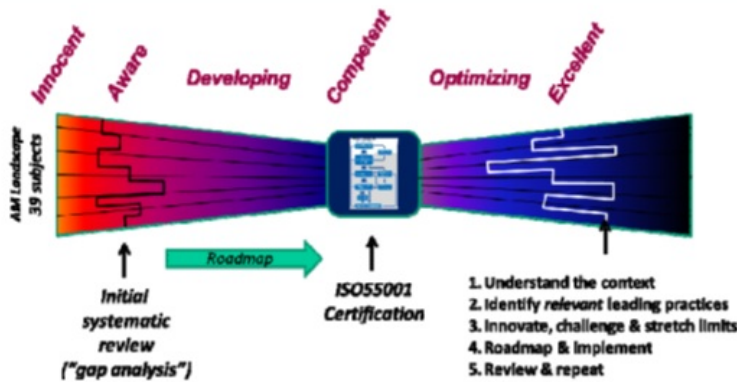 Innocent
Aware
Developing
Competent
Optimizing
Excellent
AM Landscape
39 subjects
Roadmap
Initial
systematic
review
("gap analysis")
ISO55001
Certification
1. Understand the context
2. Identify relevant leading practices
3. Innovate, challenge & stretch limits
4. Roadmap & implement
5. Review & repeat